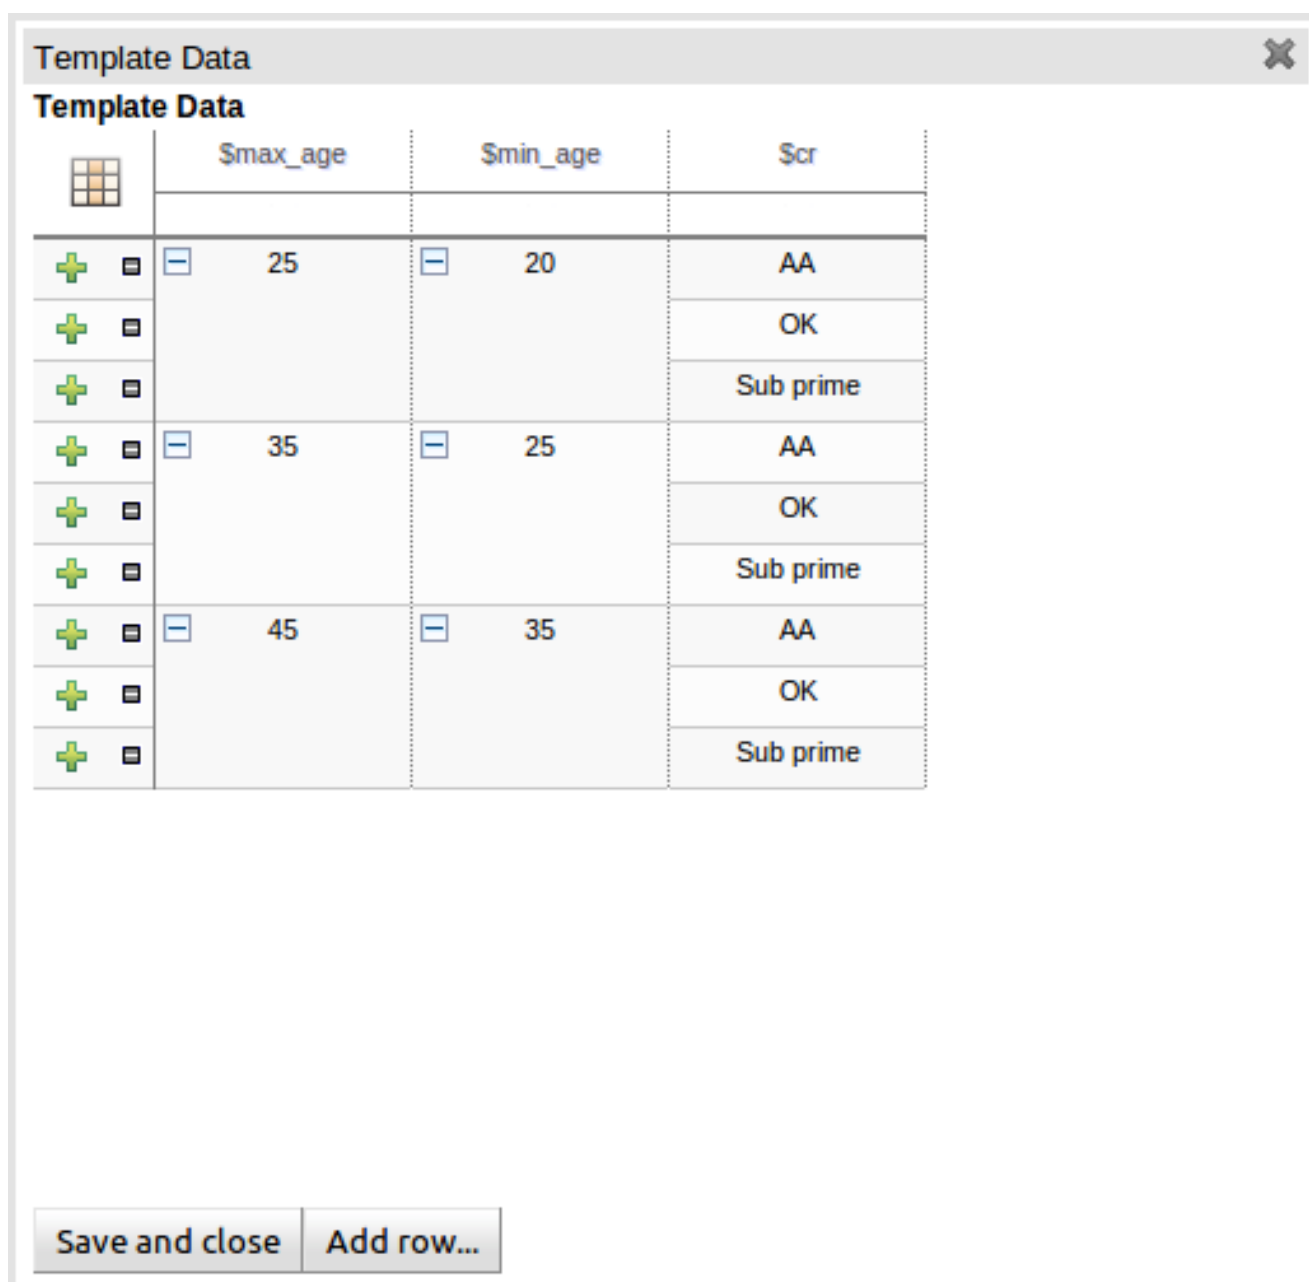 Template Data
Template Data
$max_age $min_age $cr
25 20 AA
OK
Sub prime
35 25 AA
OK
Sub prime
45 35 AA
OK
Sub prime
Save and close Add row...